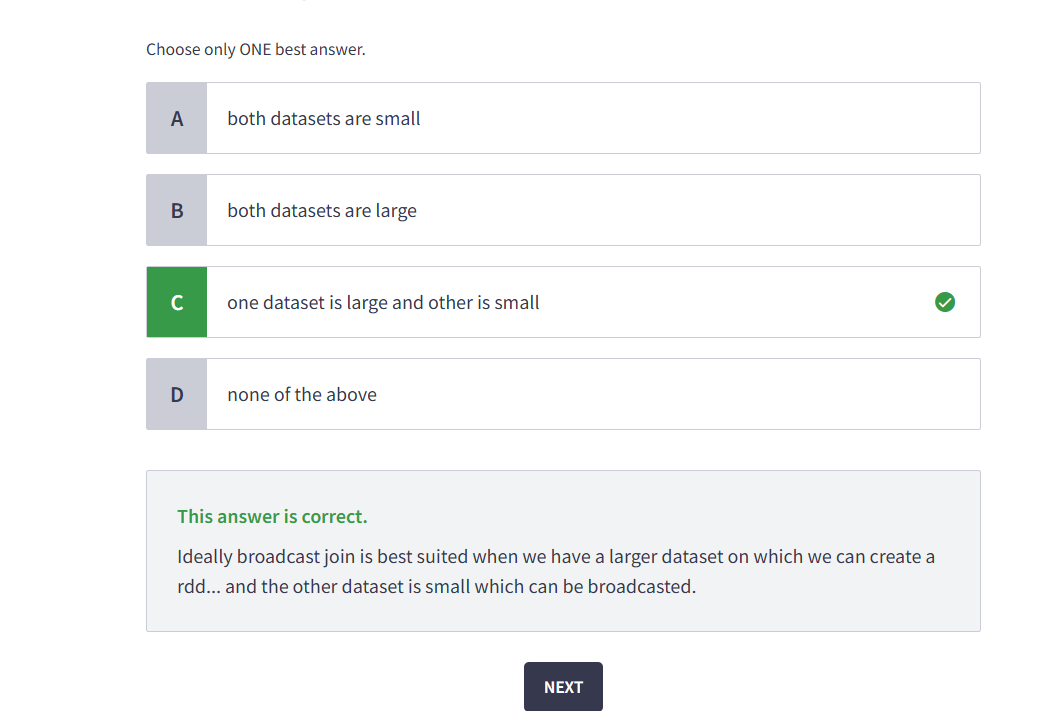 Choose only ONE best answer.
A
both datasets are small
B
both datasets are large
C
one dataset is large and other is small
D
none of the above
This answer is correct.
Ideally broadcast join is best suited when we have a larger dataset on which we can create a
rdd... and the other dataset is small which can be broadcasted.
NEXT